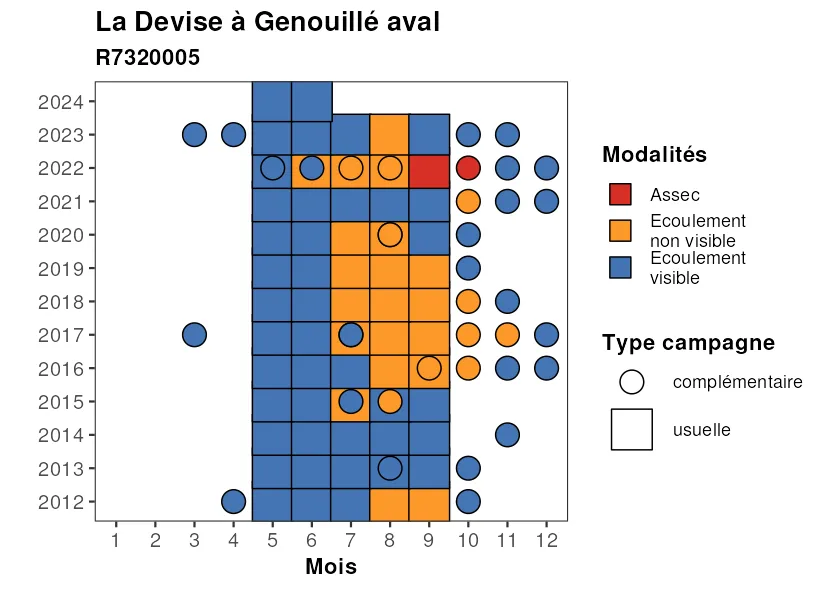 La Devise à Genouillé aval
R7320005
2024
2023
2022
2021
2020
2019
2018
2017
2016
2015
2014
2013
2012
1 2 3 4 5 6 7 8 9 10 11 12
Mois
Modalités
Assec
Ecoulement
non visible
Ecoulement
visible
Type campagne
complémentaire
usuelle